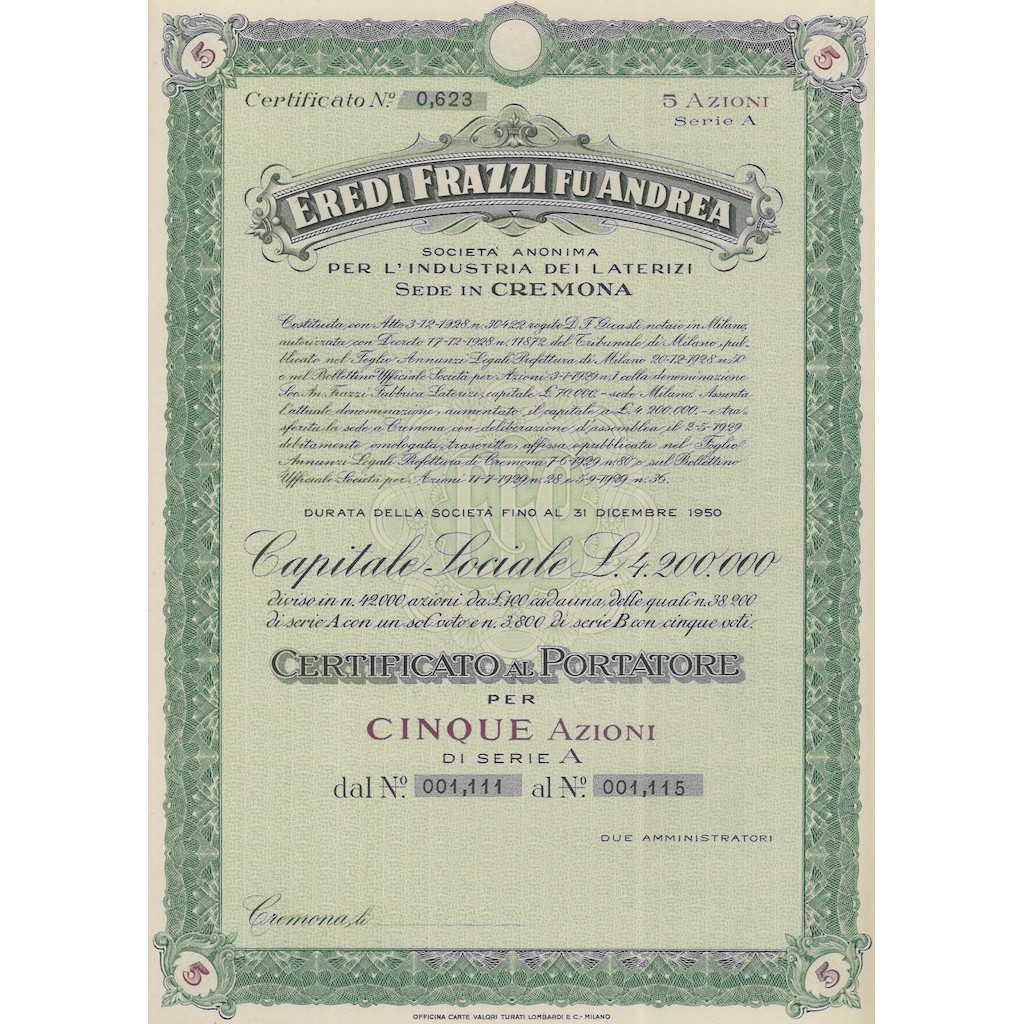 5
5
Certificato Nº. 0,623
5 AZIONI
Serie A
EREDI FRAZZI FU ANDREA
SOCIETÀ ANONIMA
PER L'INDUSTRIA DEI LATERIZI
SEDE IN CREMONA
Costituita con Atto 3-12-1928 n. 30422 rogito D. F. Guasti, notaio in Milano,
autorizzata con Decreto 17-12-1928 n. 11872 del Tribunale di Milano, pub-
blicato nel Foglio Annunzi Legali Prefettura di Milano 20-12-1928 n. 50
e nel Bollettino Ufficiale Società per Azioni 3-1-1929 n. 1 colla denominazione
Soc. An. Frazzi Fabbrica Laterizi, capitale £ 70.000,- sede Milano. Assunta
l'attuale denominazione, aumentato il capitale a £. 4.200.000,- e tra-
sferita la sede a Cremona con deliberazione d'assemblea il 2-5-1929
debitamente omologata, trascritta, affissa e pubblicata nel Foglio
Annunzi Legali Prefettura di Cremona 7-6-1929 n. 80 e sul Bollettino
Ufficiale Società per Azioni 11-7-1929 n. 28 e 5-9-1929 n. 36.
DURATA DELLA SOCIETÀ FINO AL 31 DICEMBRE 1950
Capitale Sociale £. 4.200.000
diviso in n. 42000 azioni da £.100 cadauna, delle quali n. 38.200
di serie A con un sol voto e n. 3.800 di serie B con cinque voti.
CERTIFICATO AL PORTATORE
PER
CINQUE AZIONI
DI SERIE A
dal Nº. 001,111 al Nº. 001,115
DUE AMMINISTRATORI
Cremona, li
5
5
OFFICINA CARTE VALORI TURATI LOMBARDI E C. - MILANO